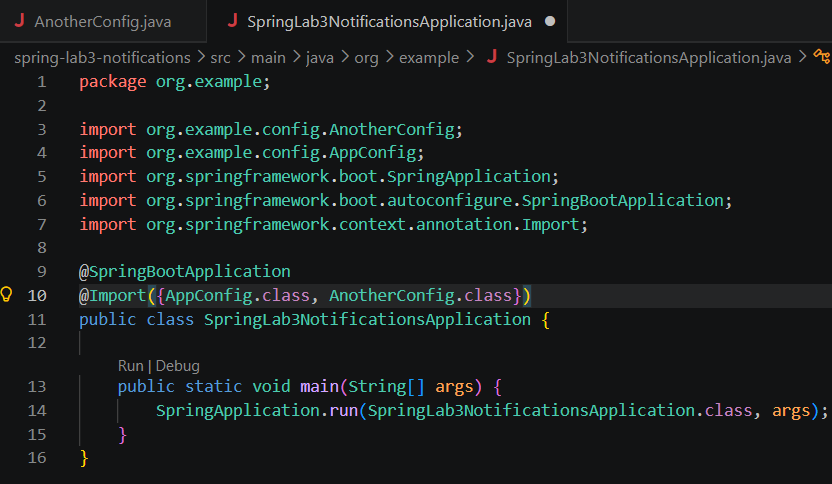 J AnotherConfig.java J SpringLab3NotificationsApplication.java
spring-lab3-notifications > src > main > java > org > example > J SpringLab3NotificationsApplication.java >
1 package org.example;
2
3 import org.example.config.AnotherConfig;
4 import org.example.config.AppConfig;
5 import org.springframework.boot.SpringApplication;
6 import org.springframework.boot.autoconfigure.SpringBootApplication;
7 import org.springframework.context.annotation.Import;
8
9 @SpringBootApplication
10 @Import({AppConfig.class, AnotherConfig.class})
11 public class SpringLab3NotificationsApplication {
12
Run | Debug
13 public static void main(String[] args) {
14 SpringApplication.run(SpringLab3NotificationsApplication.class, args);
15 }
16 }